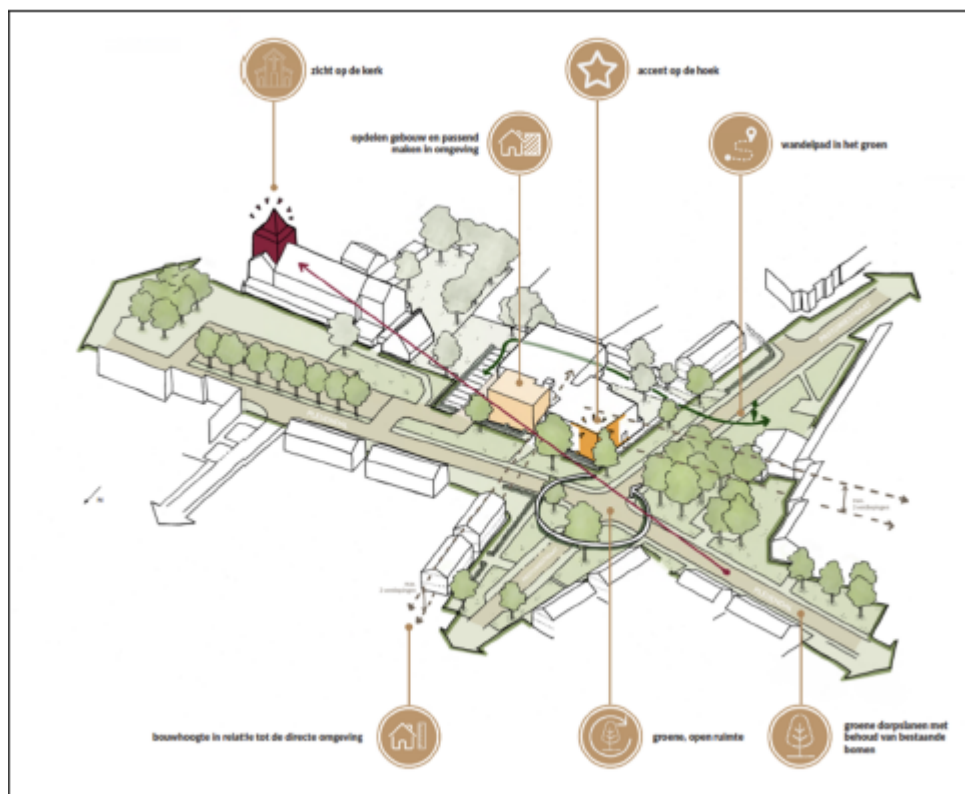 zicht op de kerk
accent op de hoek
opdelen gebouw en passend
maken in omgeving
wandelpad in het groen
bouwhoogte in relatie tot de directe omgeving
groene, open ruimte
groene dorpslanen met
behoud van bestaande
bomen